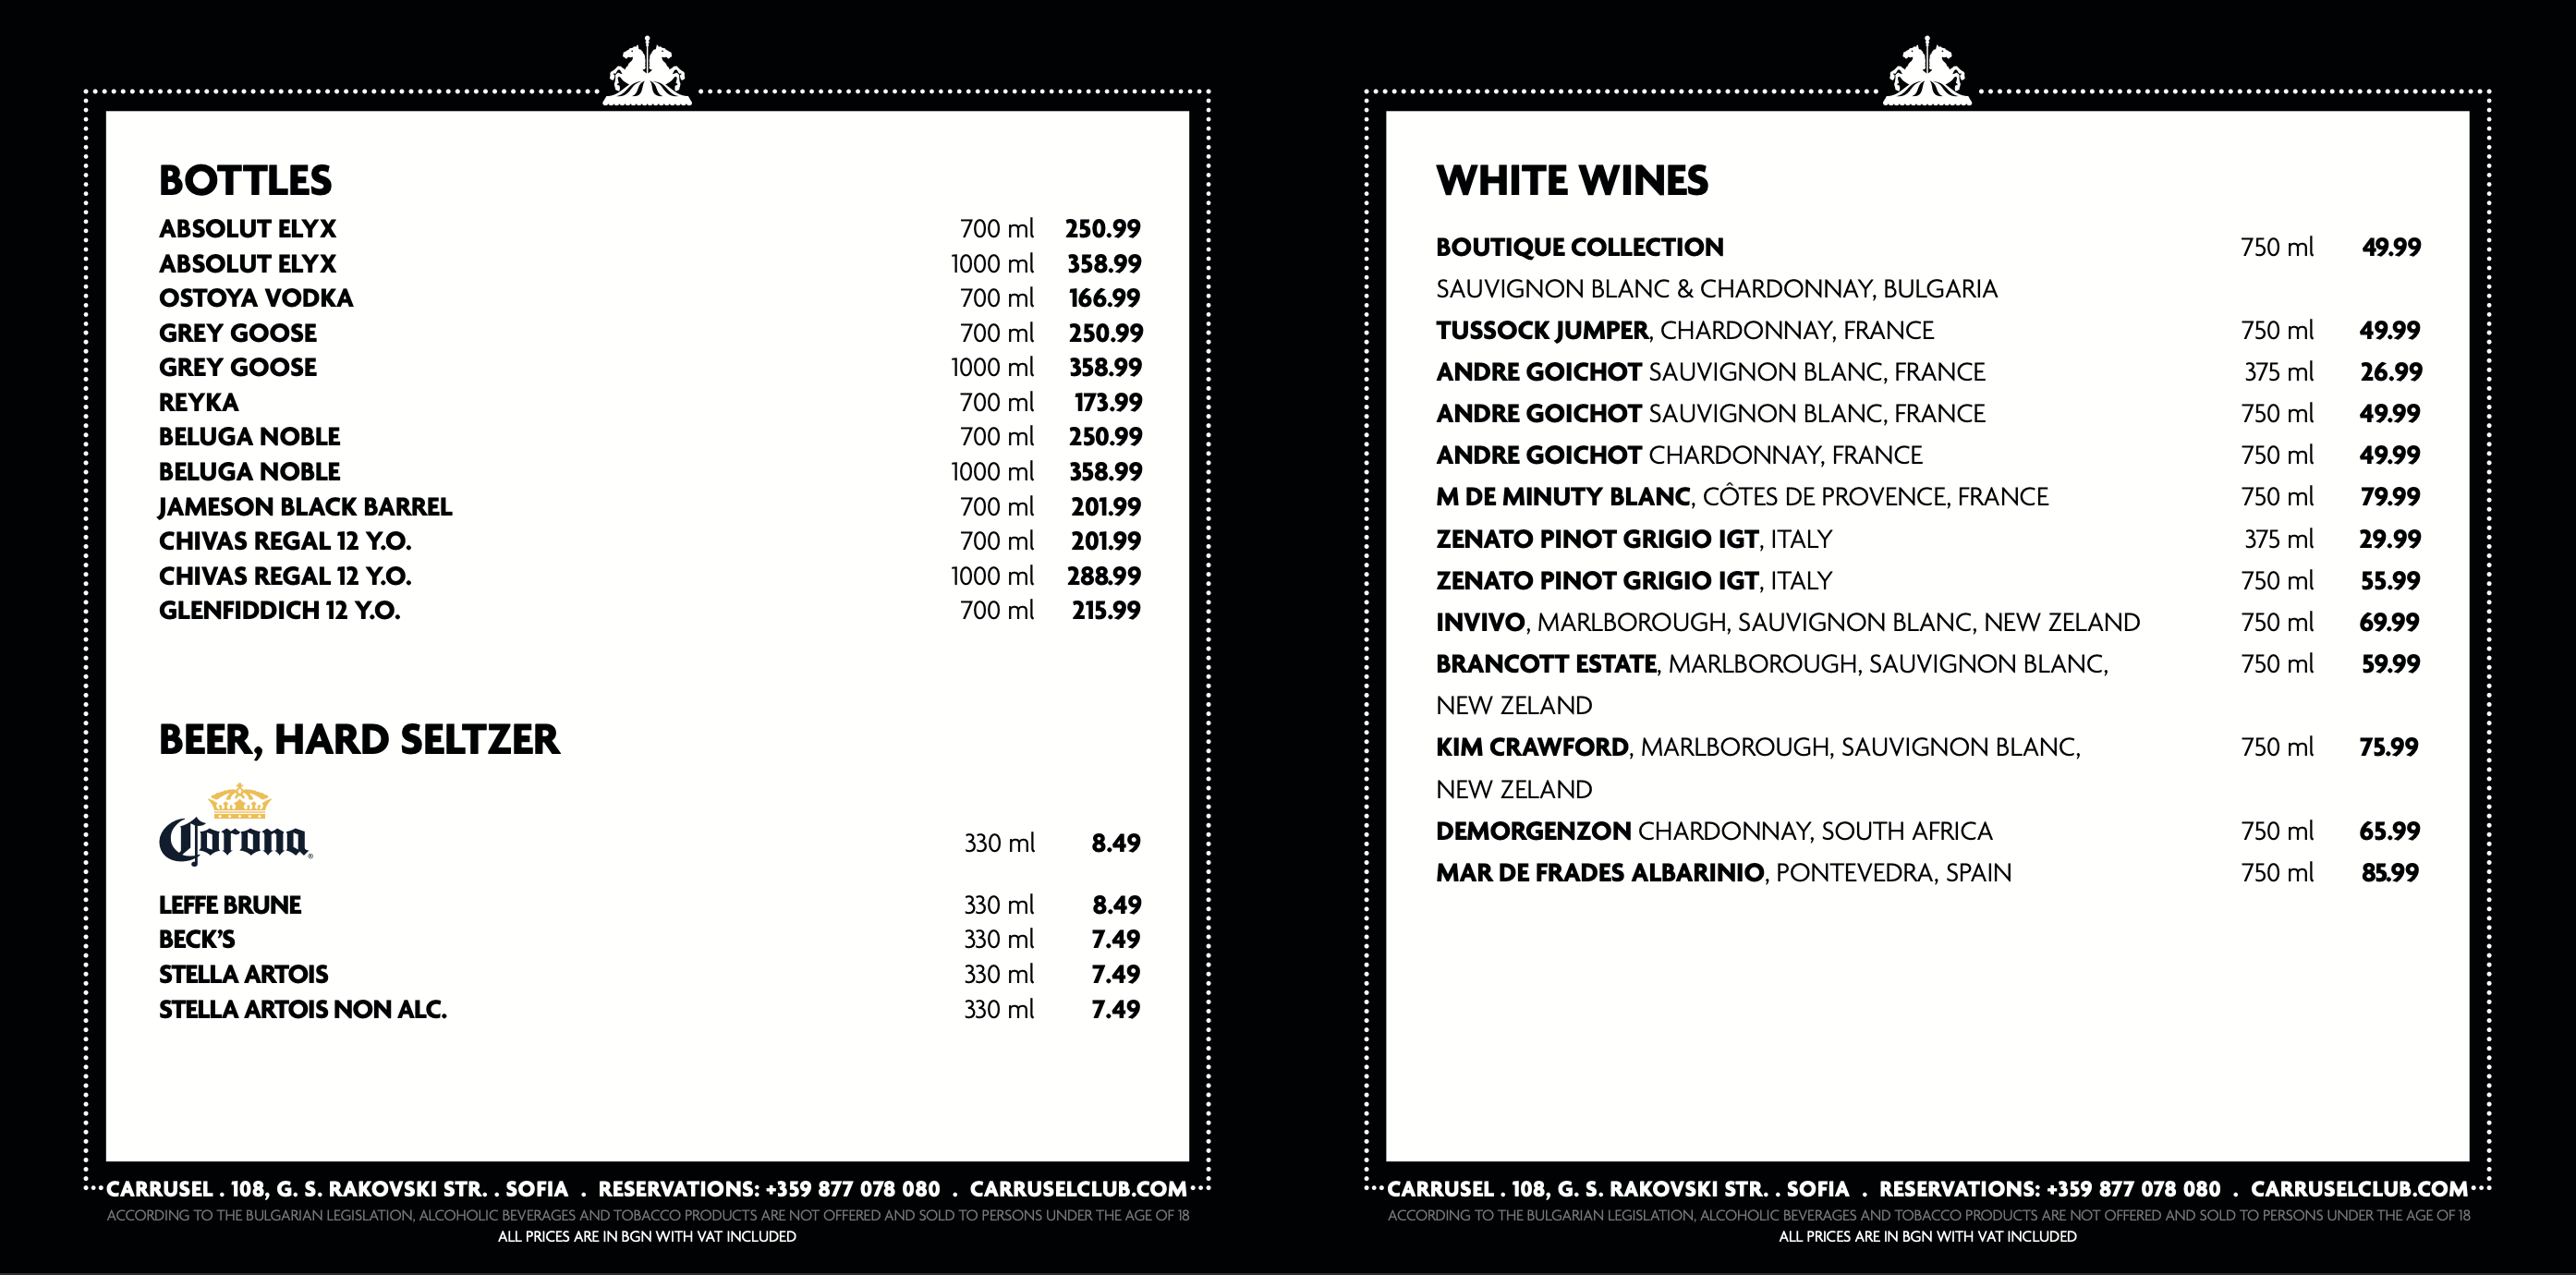 BOTTLES
ABSOLUT ELYX 700 ml 250.99
ABSOLUT ELYX 1000 ml 358.99
OSTOYA VODKA 700 ml 166.99
GREY GOOSE 700 ml 250.99
GREY GOOSE 1000 ml 358.99
REYKA 700 ml 173.99
BELUGA NOBLE 700 ml 250.99
BELUGA NOBLE 1000 ml 358.99
JAMESON BLACK BARREL 700 ml 201.99
CHIVAS REGAL 12 Y.O. 700 ml 201.99
CHIVAS REGAL 12 Y.O. 1000 ml 288.99
GLENFIDDICH 12 Y.O. 700 ml 215.99
BEER, HARD SELTZER
Corona® 330 ml 8.49
LEFFE BRUNE 330 ml 8.49
BECK’S 330 ml 7.49
STELLA ARTOIS 330 ml 7.49
STELLA ARTOIS NON ALC. 330 ml 7.49
CARRUSEL . 108, G. S. RAKOVSKI STR. . SOFIA . RESERVATIONS: +359 877 078 080 . CARRUSELCLUB.COM
ACCORDING TO THE BULGARIAN LEGISLATION, ALCOHOLIC BEVERAGES AND TOBACCO PRODUCTS ARE NOT OFFERED AND SOLD TO PERSONS UNDER THE AGE OF 18
ALL PRICES ARE IN BGN WITH VAT INCLUDED
WHITE WINES
BOUTIQUE COLLECTION 750 ml 49.99
SAUVIGNON BLANC & CHARDONNAY, BULGARIA
TUSSOCK JUMPER, CHARDONNAY, FRANCE 750 ml 49.99
ANDRE GOICHOT SAUVIGNON BLANC, FRANCE 375 ml 26.99
ANDRE GOICHOT SAUVIGNON BLANC, FRANCE 750 ml 49.99
ANDRE GOICHOT CHARDONNAY, FRANCE 750 ml 49.99
M DE MINUTY BLANC, CÔTES DE PROVENCE, FRANCE 750 ml 79.99
ZENATO PINOT GRIGIO IGT, ITALY 375 ml 29.99
ZENATO PINOT GRIGIO IGT, ITALY 750 ml 55.99
INVIVO, MARLBOROUGH, SAUVIGNON BLANC, NEW ZELAND 750 ml 69.99
BRANCOTT ESTATE, MARLBOROUGH, SAUVIGNON BLANC, 750 ml 59.99
NEW ZELAND
KIM CRAWFORD, MARLBOROUGH, SAUVIGNON BLANC, 750 ml 75.99
NEW ZELAND
DEMORGENZON CHARDONNAY, SOUTH AFRICA 750 ml 65.99
MAR DE FRADES ALBARINIO, PONTEVEDRA, SPAIN 750 ml 85.99
CARRUSEL . 108, G. S. RAKOVSKI STR. . SOFIA . RESERVATIONS: +359 877 078 080 . CARRUSELCLUB.COM
ACCORDING TO THE BULGARIAN LEGISLATION, ALCOHOLIC BEVERAGES AND TOBACCO PRODUCTS ARE NOT OFFERED AND SOLD TO PERSONS UNDER THE AGE OF 18
ALL PRICES ARE IN BGN WITH VAT INCLUDED